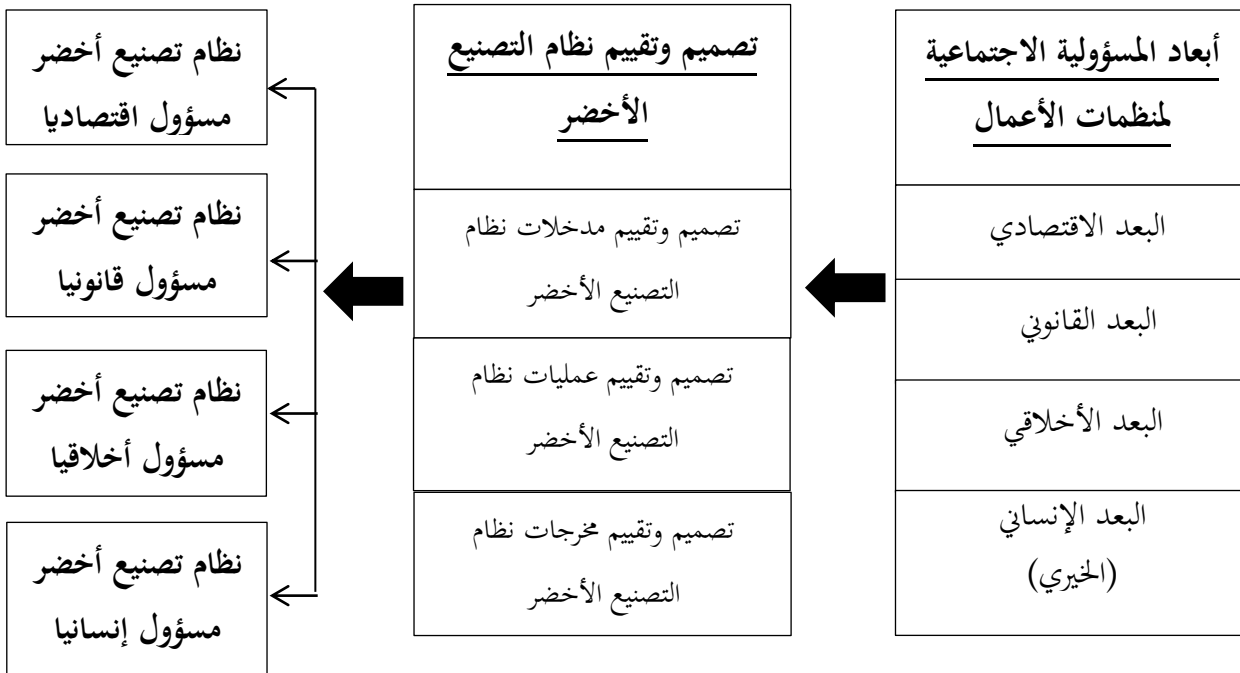 أبعاد المسؤولية الاجتماعية
لمنظمات الأعمال
البعد الاقتصادي
البعد القانوني
البعد الأخلاقي
البعد الإنساني
(الخيري)
تصميم وتقييم نظام التصنيع
الأخضر
تصميم وتقييم مدخلات نظام
التصنيع الأخضر
تصميم وتقييم عمليات نظام
التصنيع الأخضر
تصميم وتقييم مخرجات نظام
التصنيع الأخضر
نظام تصنيع أخضر
مسؤول اقتصاديا
نظام تصنيع أخضر
مسؤول قانونيا
نظام تصنيع أخضر
مسؤول أخلاقيا
نظام تصنيع أخضر
مسؤول إنسانيا